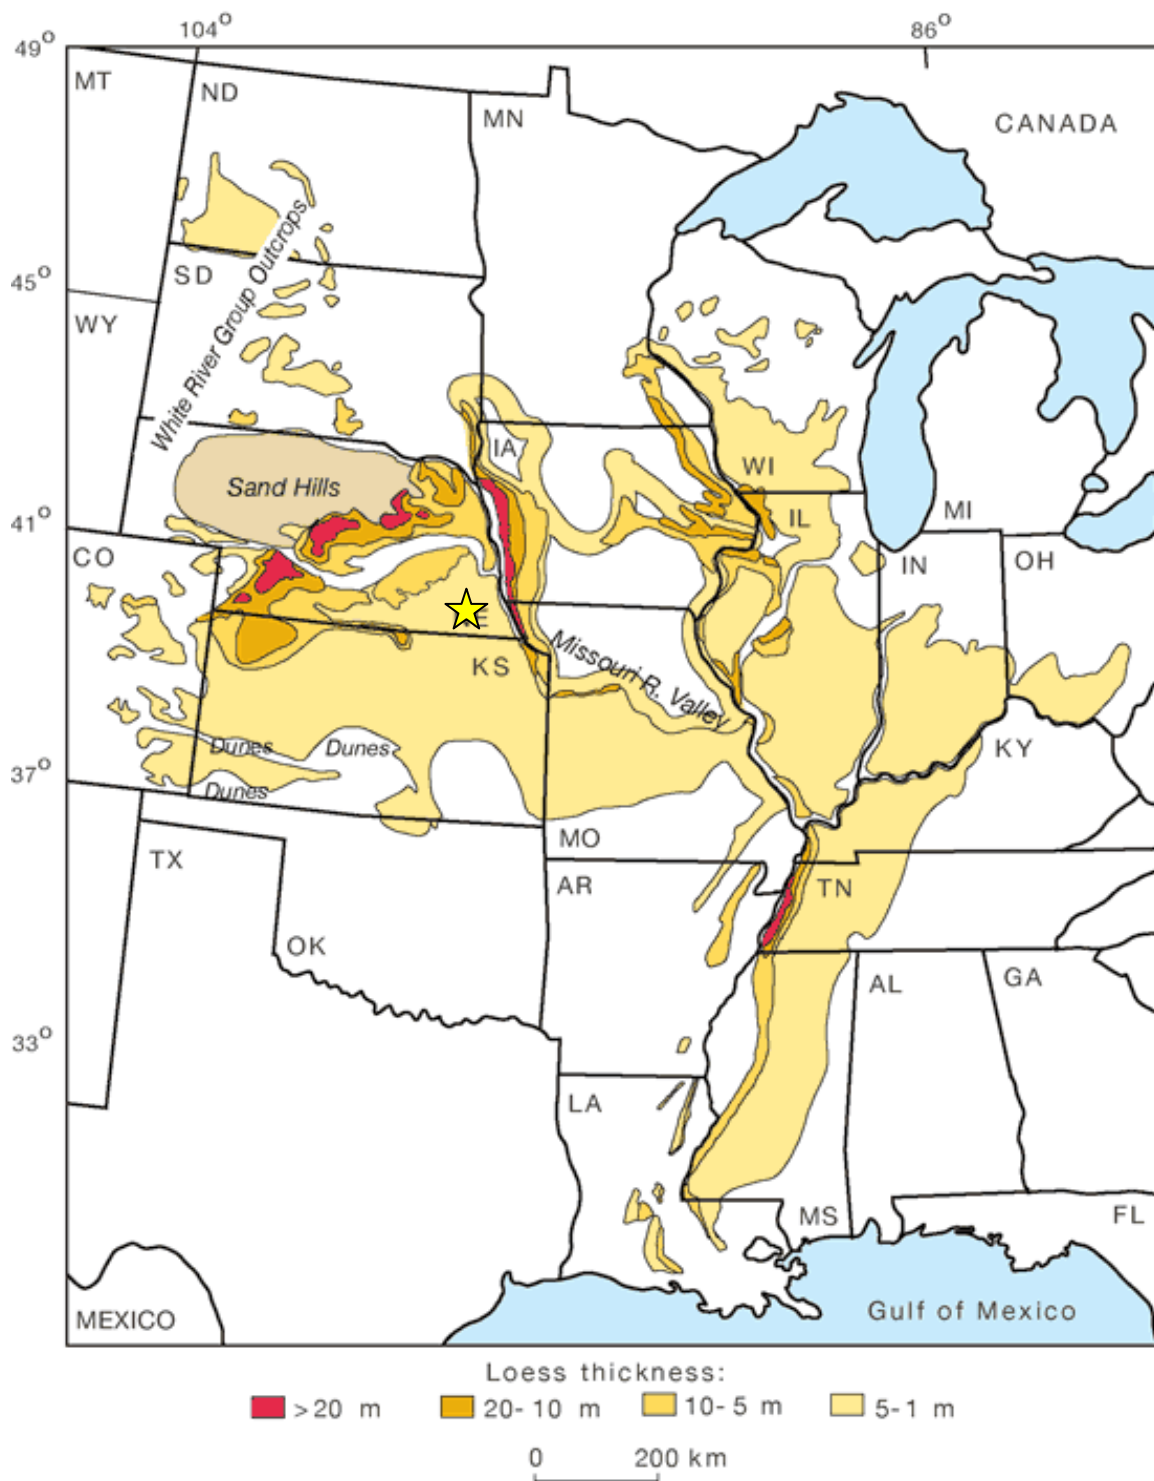 104°
86°
49°
MT
ND
MN
CANADA
45°
SD
White River Group Outcrops
WY
Sand Hills
IA
WI
41°
IL
MI
CO
IN
OH
KS
Missouri R. Valley
Dunes
Dunes
KY
37°
Dunes
MO
TX
AR
TN
OK
AL
GA
33°
LA
MS
FL
MEXICO
Gulf of Mexico
Loess thickness:
>20 m
20-10 m
10-5 m
5-1 m
0 200 km